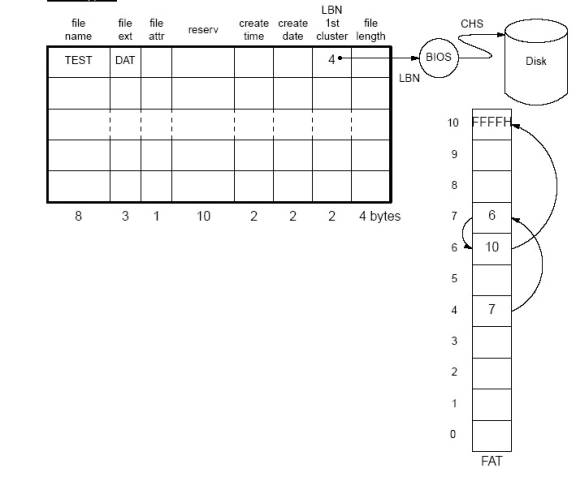 file name
file ext
file attr
reserv
create time
create date
LBN 1st cluster
file length
TEST DAT 4
8 3 1 10 2 2 2 4 bytes
LBN
BIOS
CHS
Disk
10 FFFFH
9
8
7 6
6 10
5
4 7
3
2
1
0
FAT